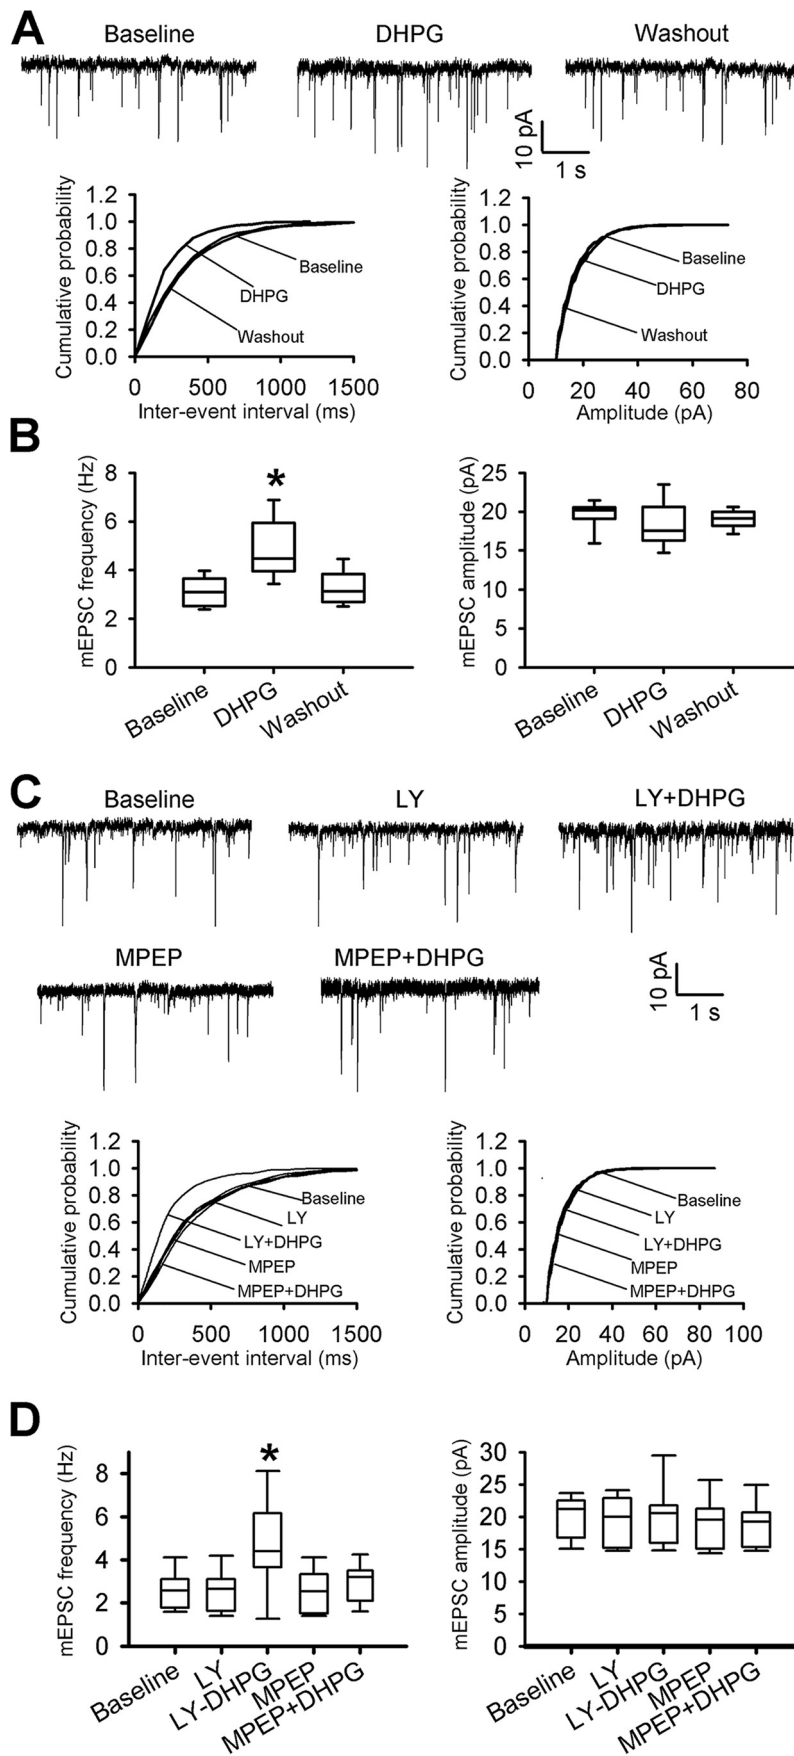 A
Baseline DHPG Washout
10 pA
1 s
Cumulative probability
1.2
1.0
0.8
0.6
0.4
0.2
0.0
Baseline
DHPG
Washout
0 500 1000 1500
Inter-event interval (ms)
Cumulative probability
1.2
1.0
0.8
0.6
0.4
0.2
0.0
Baseline
DHPG
Washout
0 20 40 60 80
Amplitude (pA)
B
mEPSC frequency (Hz)
8
6
4
2
0
*
Baseline
DHPG
Washout
mEPSC amplitude (pA)
25
20
15
10
5
0
Baseline
DHPG
Washout
C
Baseline LY LY+DHPG
MPEP MPEP+DHPG
10 pA
1 s
Cumulative probability
1.2
1.0
0.8
0.6
0.4
0.2
0.0
Baseline
LY
LY+DHPG
MPEP
MPEP+DHPG
0 500 1000 1500
Inter-event interval (ms)
Cumulative probability
1.2
1.0
0.8
0.6
0.4
0.2
0.0
Baseline
LY
LY+DHPG
MPEP
MPEP+DHPG
0 20 40 60 80 100
Amplitude (pA)
D
mEPSC frequency (Hz)
8
6
4
2
0
*
Baseline
LY
LY-DHPG
MPEP
MPEP+DHPG
mEPSC amplitude (pA)
30
25
20
15
10
5
0
Baseline
LY
LY-DHPG
MPEP
MPEP+DHPG